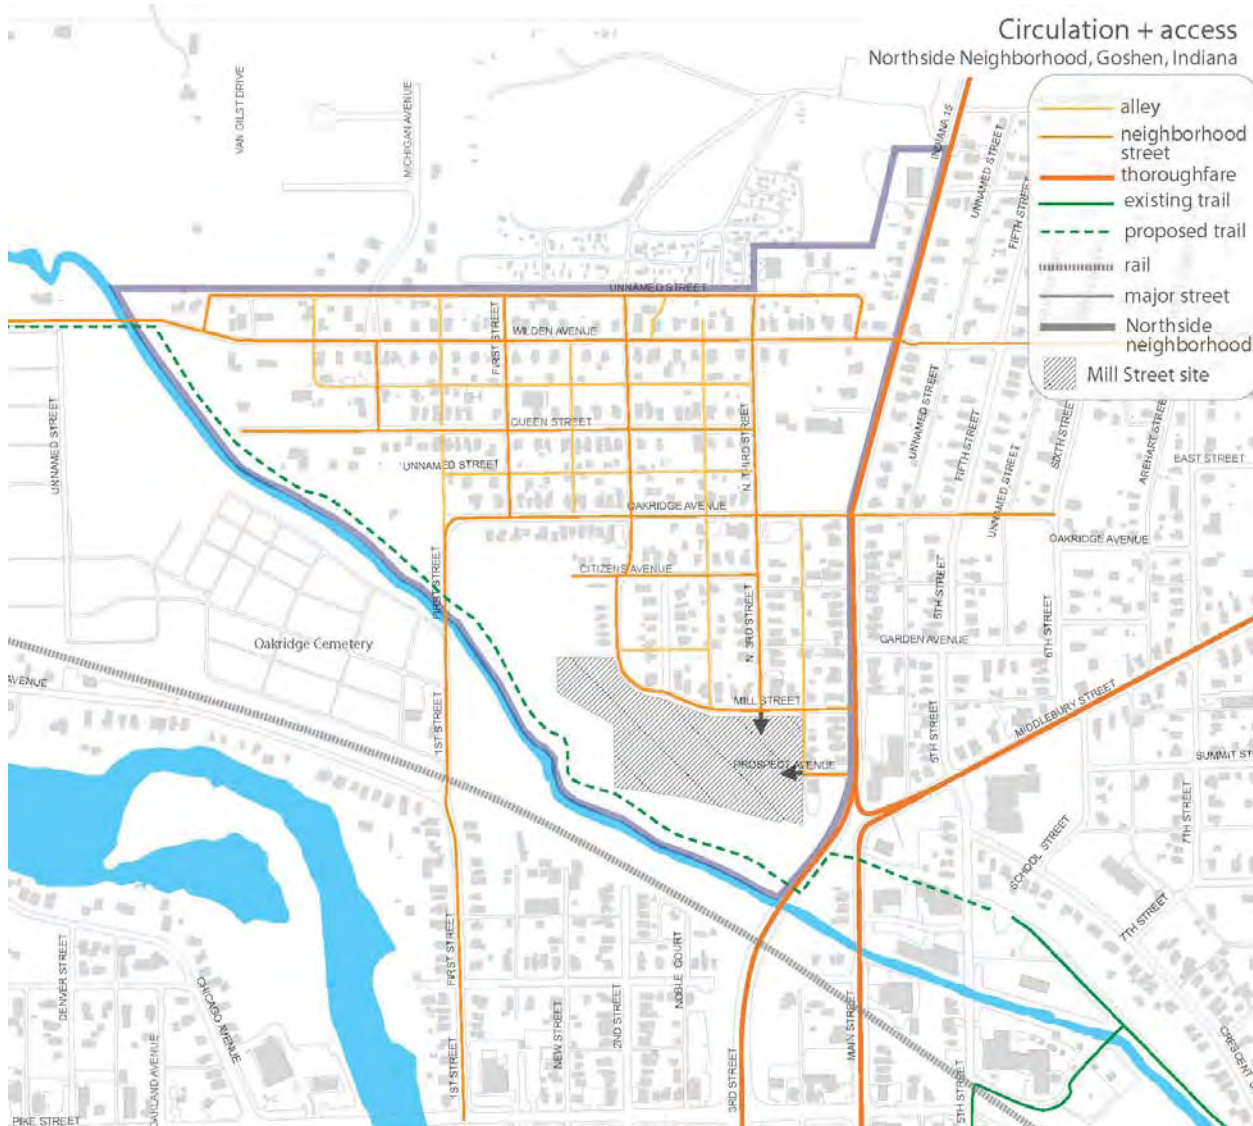 Circulation + access
Northside Neighborhood, Goshen, Indiana
alley
neighborhood
street
thoroughfare
existing trail
proposed trail
rail
major street
Northside
neighborhood
Mill Street site
VAN GILST DRIVE
MICHIGAN AVENUE
INDIANA 15
UNNAMED STREET
FIFTH STREET
UNNAMED STREET
FIRST STREET
WILDEN AVENUE
QUEEN STREET
UNNAMED STREET
UNNAMED STREET
N. THIRD STREET
UNNAMED STREET
FIFTH STREET
UNNAMED STREET
SIXTH STREET
AREHART STREET
EAST STREET
OAKRIDGE AVENUE
OAKRIDGE AVENUE
CITIZENS AVENUE
FIRST STREET
N. 3RD STREET
5TH STREET
6TH STREET
GARDEN AVENUE
Oakridge Cemetery
AVENUE
1ST STREET
MILL STREET
5TH STREET
MIDDLEBURY STREET
PROSPECT AVENUE
SUMMIT ST
7TH STREET
SCHOOL STREET
7TH STREET
DENVER STREET
CHICAGO AVENUE
FIRST STREET
NOBLE COURT
NEW STREET
2ND STREET
3RD STREET
MAIN STREET
5TH STREET
CRESCENT
OAKLAND AVENUE
1ST STREET
PIKE STREET